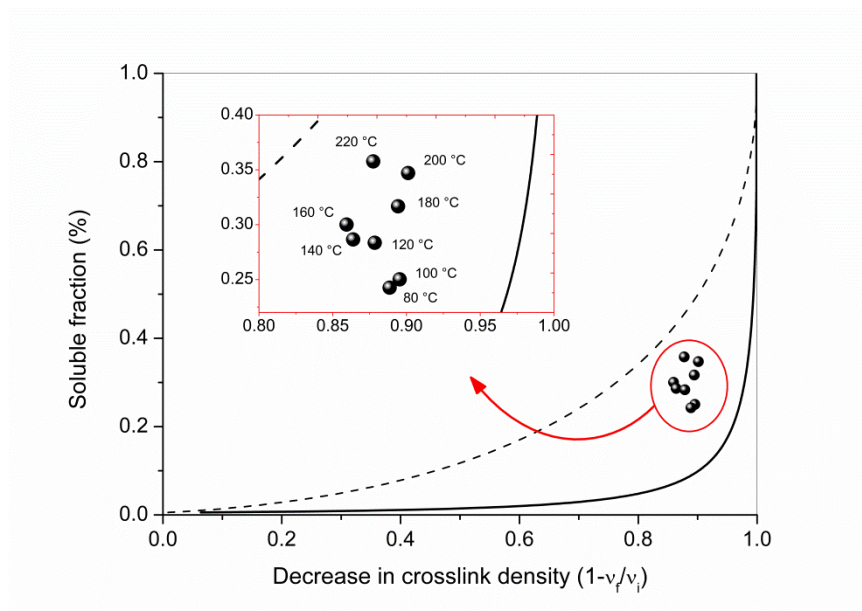 1.0
0.8
0.6
0.4
0.2
0.0
Soluble fraction (%)
0.40
0.35
0.30
0.25
220 °C
200 °C
180 °C
160 °C
140 °C
120 °C
100 °C
80 °C
0.80 0.85 0.90 0.95 1.00
0.0 0.2 0.4 0.6 0.8 1.0
Decrease in crosslink density (1-νf/νi)